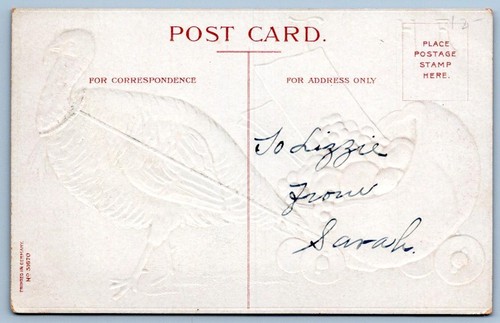 POST CARD.
PLACE
POSTAGE
STAMP
HERE.
FOR CORRESPONDENCE
FOR ADDRESS ONLY
To Lizzie
From
Sarah.
PRINTED IN GERMANY.